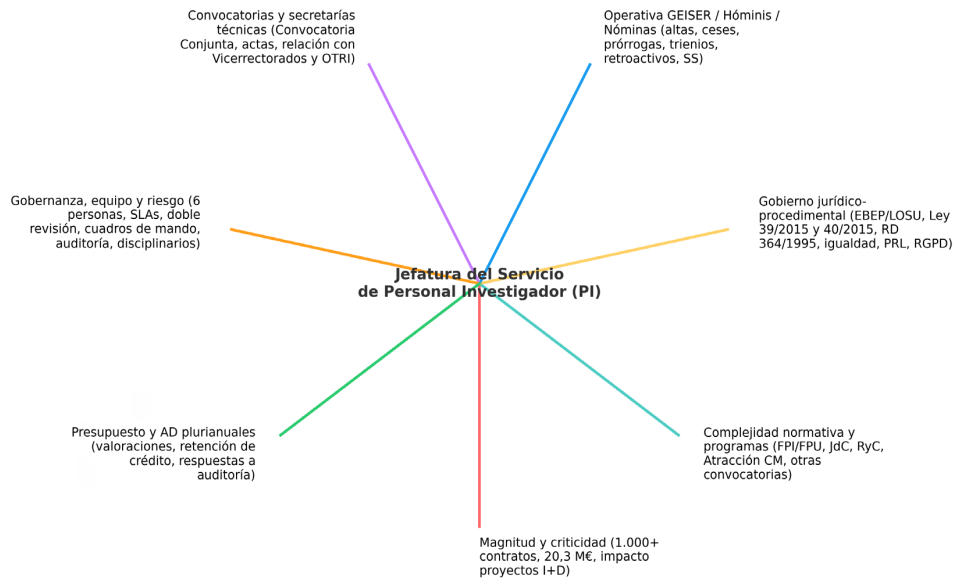 Convocatorias y secretarías
técnicas (Convocatoria
Conjunta, actas, relación con
Vicerrectorados y OTRI)
Operativa GEISER / Hóminis /
Nóminas (altas, ceses,
prórrogas, trienios,
retroactivos, SS)
Gobernanza, equipo y riesgo (6
personas, SLAs, doble
revisión, cuadros de mando,
auditoría, disciplinarios)
Gobierno jurídico-
procedimental (EBEP/LOSU, Ley
39/2015 y 40/2015, RD
364/1995, igualdad, PRL, RGPD)
Jefatura del Servicio
de Personal Investigador (PI)
Presupuesto y AD plurianuales
(valoraciones, retención de
crédito, respuestas a
auditoría)
Complejidad normativa y
programas (FPI/FPU, JdC, RyC,
Atracción CM, otras
convocatorias)
Magnitud y criticidad (1.000+
contratos, 20,3 M€, impacto
proyectos I+D)